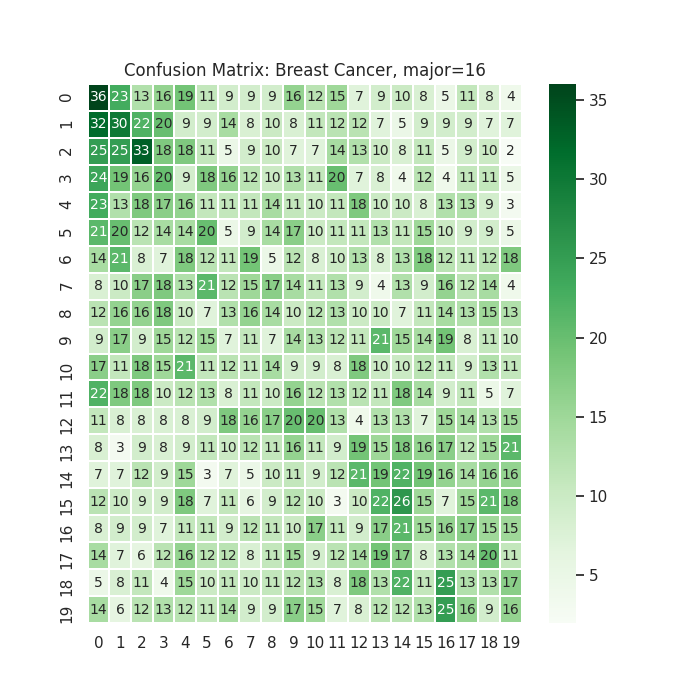 Confusion Matrix: Breast Cancer, major=16
0 36 23 13 16 19 11 9 9 9 16 12 15 7 9 10 8 5 11 8 4
1 32 30 22 20 9 9 14 8 10 8 11 12 12 7 5 9 9 9 7 7
2 25 25 33 18 18 11 5 9 10 7 7 14 13 10 8 11 5 9 10 2
3 24 19 16 20 9 18 16 12 10 13 11 20 7 8 4 12 4 11 11 5
4 23 13 18 17 16 11 11 11 14 11 10 11 18 10 10 8 13 13 9 3
5 21 20 12 14 14 20 5 9 14 17 10 11 11 13 11 15 10 9 9 5
6 14 21 8 7 18 12 11 19 5 12 8 10 13 8 13 18 12 11 12 18
7 8 10 17 18 13 21 12 15 17 14 11 13 9 4 13 9 16 12 14 4
8 12 16 16 18 10 7 13 16 14 10 12 13 10 10 7 11 14 13 15 13
9 9 17 9 15 12 15 7 11 7 14 13 12 11 21 15 14 19 8 11 10
10 17 11 18 15 21 11 12 11 14 9 9 8 18 10 10 12 11 9 13 11
11 22 18 18 10 12 13 8 11 10 16 12 13 12 11 18 14 9 11 5 7
12 11 8 8 8 8 9 18 16 17 20 20 13 4 13 13 7 15 14 13 15
13 8 3 9 8 9 11 10 12 11 16 11 9 19 15 18 16 17 12 15 21
14 7 7 12 9 15 3 7 5 10 11 9 12 21 19 22 19 16 14 16 16
15 12 10 9 9 18 7 11 6 9 12 10 3 10 22 26 15 7 15 21 18
16 8 9 9 7 11 11 9 12 11 10 17 11 9 17 21 15 16 17 15 15
17 14 7 6 12 16 12 12 8 11 15 9 12 14 19 17 8 13 14 20 11
18 5 8 11 4 15 10 11 10 11 12 13 8 18 13 22 11 25 13 13 17
19 14 6 12 13 12 11 14 9 9 17 15 7 8 12 12 13 25 16 9 16
0 1 2 3 4 5 6 7 8 9 10 11 12 13 14 15 16 17 18 19
35
30
25
20
15
10
5